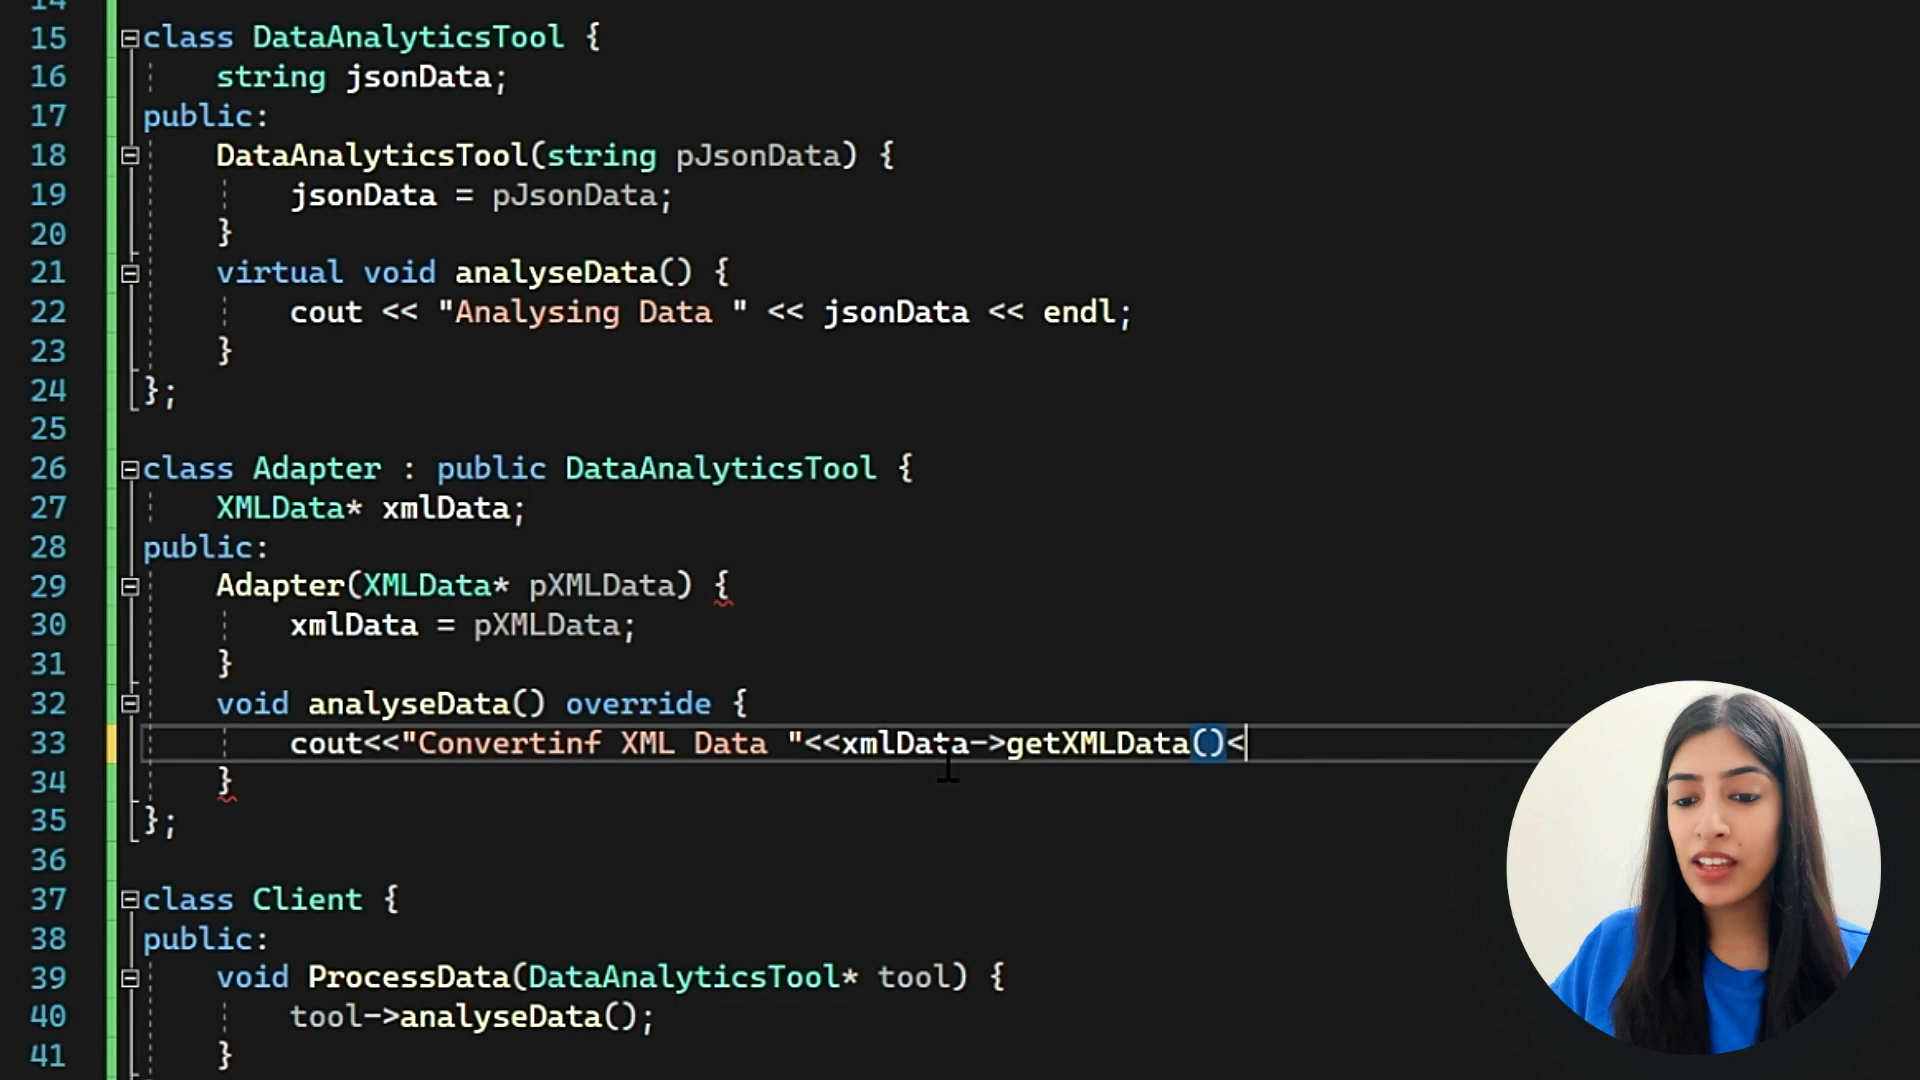 14
15 class DataAnalyticsTool {
16 string jsonData;
17 public:
18 DataAnalyticsTool(string pJsonData) {
19 jsonData = pJsonData;
20 }
21 virtual void analyseData() {
22 cout << "Analysing Data " << jsonData << endl;
23 }
24 };
25
26 class Adapter : public DataAnalyticsTool {
27 XMLData* xmlData;
28 public:
29 Adapter(XMLData* pXMLData) {
30 xmlData = pXMLData;
31 }
32 void analyseData() override {
33 cout<<"Convertinf XML Data "<<xmlData->getXMLData()<
34 }
35 };
36
37 class Client {
38 public:
39 void ProcessData(DataAnalyticsTool* tool) {
40 tool->analyseData();
41 }